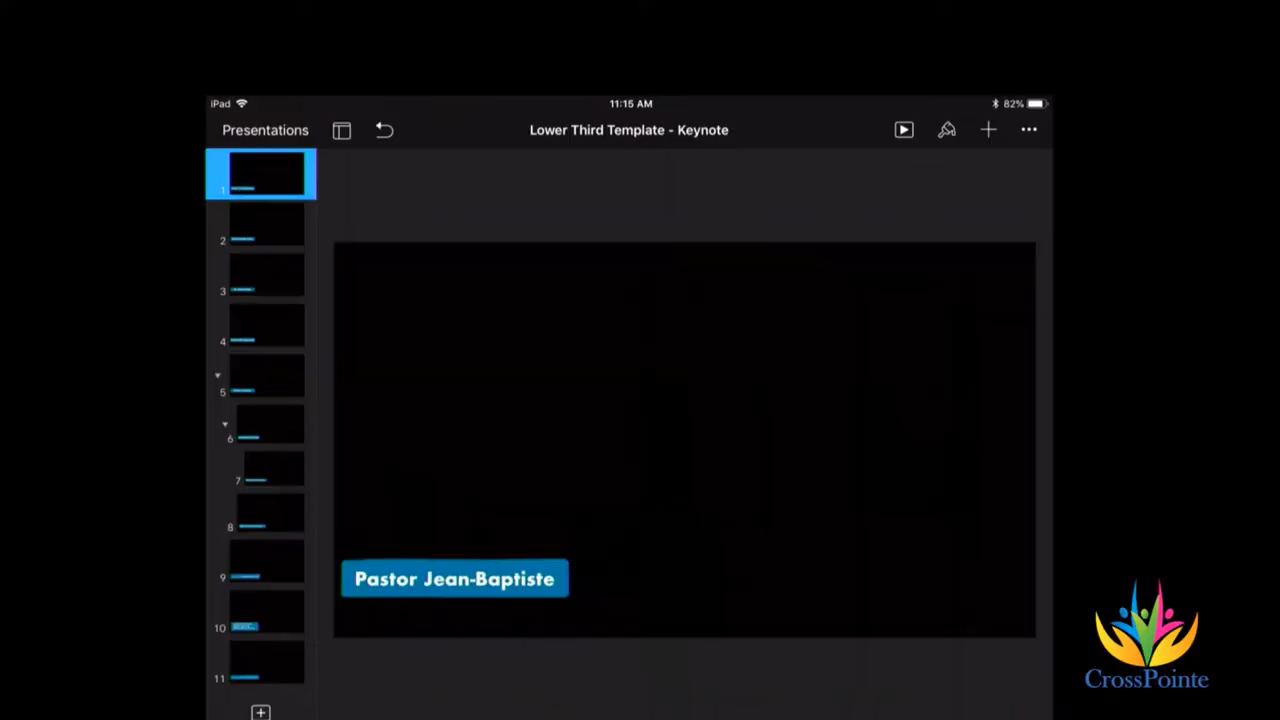 iPad 11:15 AM 82%
Presentations Lower Third Template - Keynote
1
2
3
4
5
6
7
8
9
10
11
Pastor Jean-Baptiste
CrossPointe